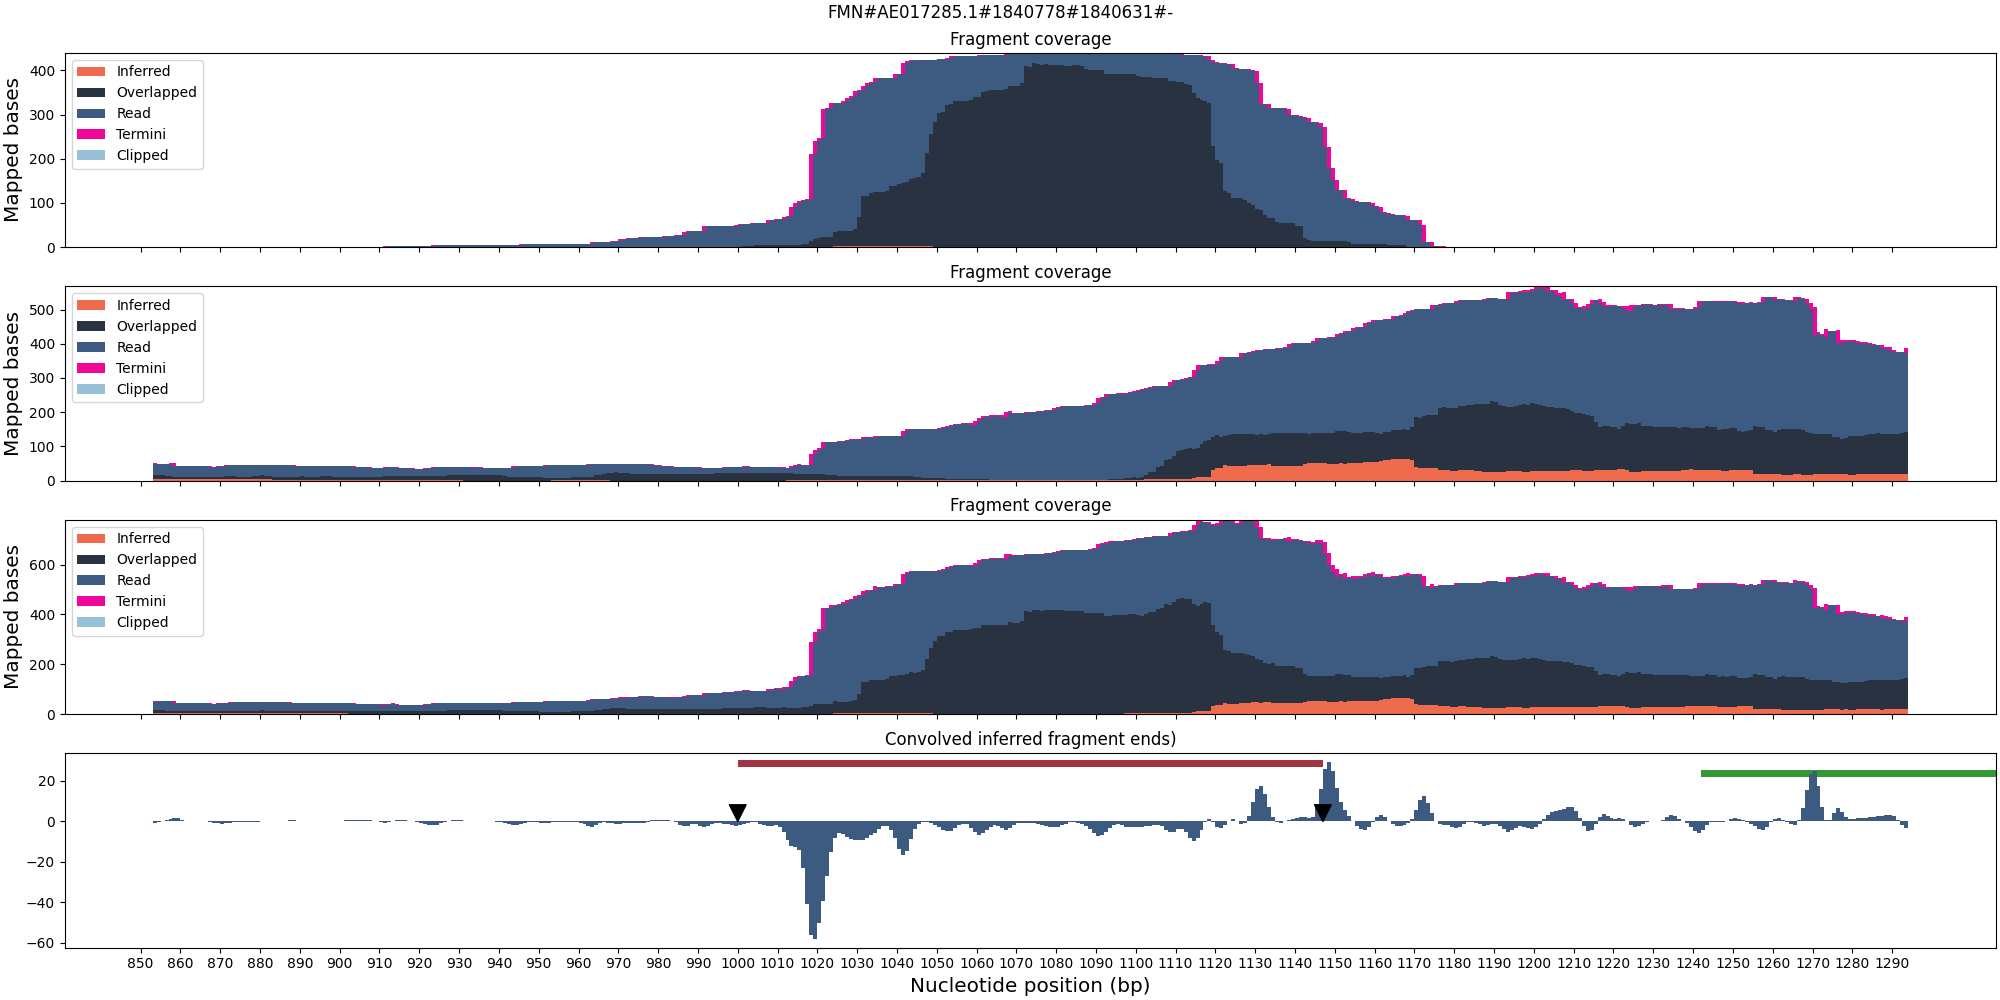 FMN#AE017285.1#1840778#1840631#-
Fragment coverage
Mapped bases
400
300
200
100
0
Inferred
Overlapped
Read
Termini
Clipped
Fragment coverage
Mapped bases
500
400
300
200
100
0
Inferred
Overlapped
Read
Termini
Clipped
Fragment coverage
Mapped bases
600
400
200
0
Inferred
Overlapped
Read
Termini
Clipped
Convolved inferred fragment ends)
20
0
−20
−40
−60
850 860 870 880 890 900 910 920 930 940 950 960 970 980 990 1000 1010 1020 1030 1040 1050 1060 1070 1080 1090 1100 1110 1120 1130 1140 1150 1160 1170 1180 1190 1200 1210 1220 1230 1240 1250 1260 1270 1280 1290
Nucleotide position (bp)